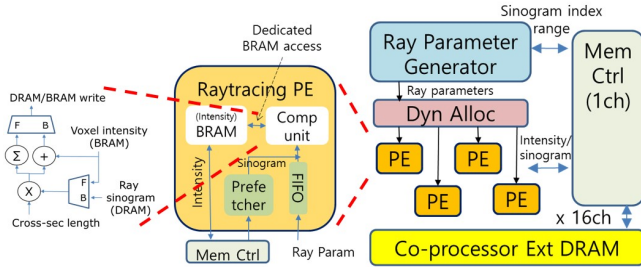 DRAM/BRAM write
F B
Σ
+
X
F
B
Voxel intensity
(BRAM)
Ray
sinogram
(DRAM)
Cross-sec length
Dedicated
BRAM access
Raytracing PE
(Intensity)
BRAM
Comp
unit
Sinogram
Intensity
Prefe
tcher
FIFO
Mem Ctrl
Ray Param
Ray Parameter
Generator
Sinogram index
range
Mem
Ctrl
(1ch)
Ray parameters
Dyn Alloc
PE
PE
PE
PE
Intensity/
sinogram
x 16ch
Co-processor Ext DRAM